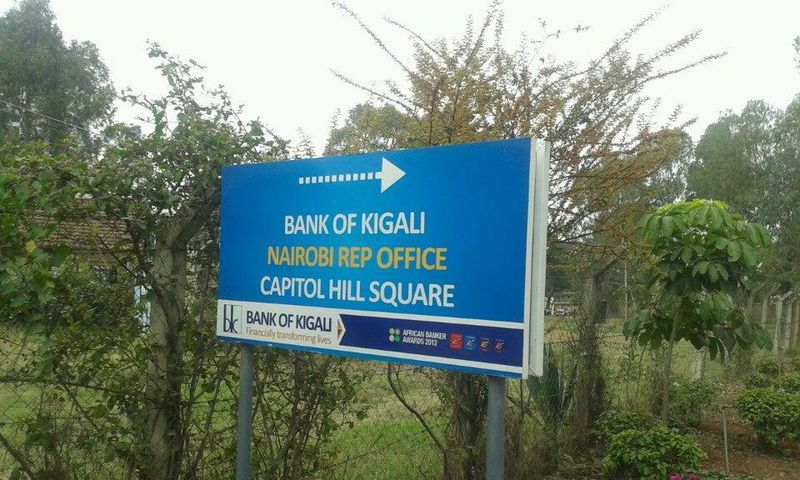 BANK OF KIGALI
NAIROBI REP OFFICE
CAPITOL HILL SQUARE
bk BANK OF KIGALI
Financially transforming lives
AFRICAN BANKER
AWARDS 2012